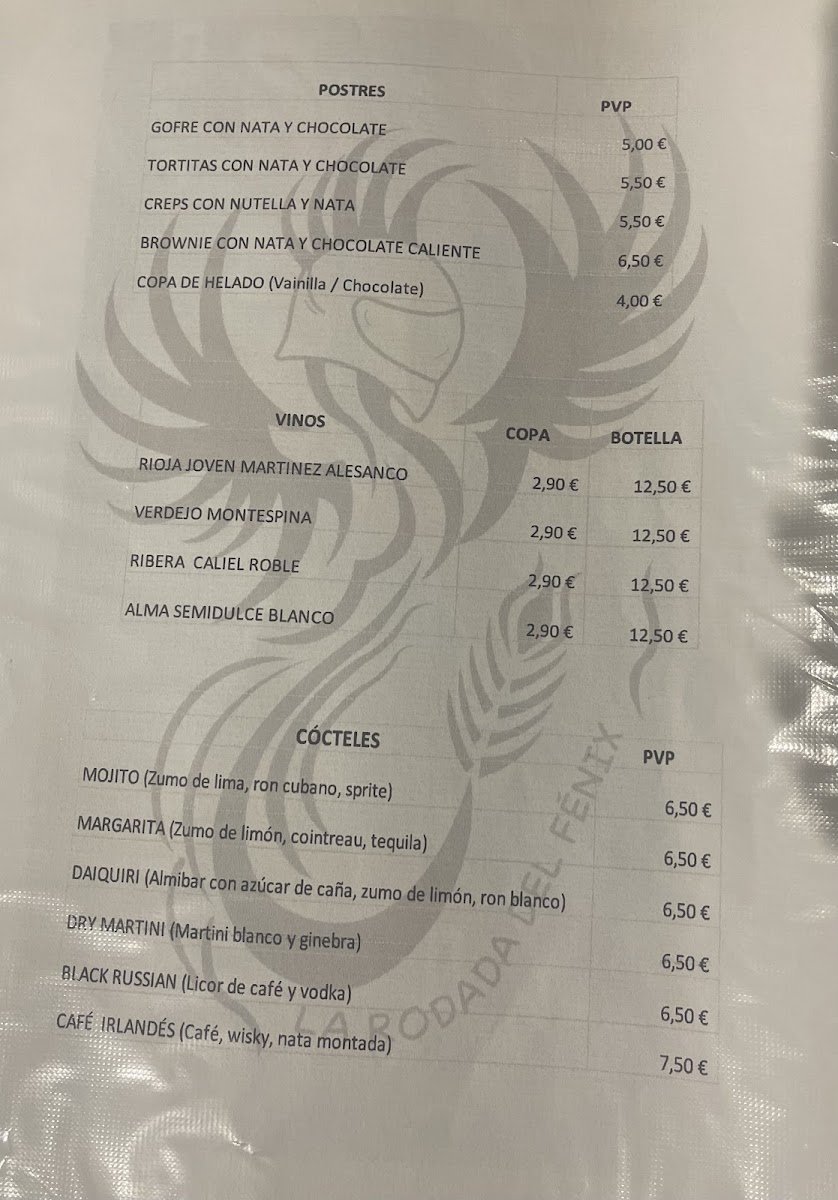 POSTRES PVP
GOFRE CON NATA Y CHOCOLATE 5,00 €
TORTITAS CON NATA Y CHOCOLATE 5,50 €
CREPS CON NUTELLA Y NATA 5,50 €
BROWNIE CON NATA Y CHOCOLATE CALIENTE 6,50 €
COPA DE HELADO (Vainilla / Chocolate) 4,00 €
VINOS COPA BOTELLA
RIOJA JOVEN MARTINEZ ALESANCO 2,90 € 12,50 €
VERDEJO MONTESPINA 2,90 € 12,50 €
RIBERA CALIEL ROBLE 2,90 € 12,50 €
ALMA SEMIDULCE BLANCO 2,90 € 12,50 €
CÓCTELES PVP
MOJITO (Zumo de lima, ron cubano, sprite) 6,50 €
MARGARITA (Zumo de limón, cointreau, tequila) 6,50 €
DAIQUIRI (Almibar con azúcar de caña, zumo de limón, ron blanco) 6,50 €
DRY MARTINI (Martini blanco y ginebra) 6,50 €
BLACK RUSSIAN (Licor de café y vodka) 6,50 €
CAFÉ IRLANDÉS (Café, wisky, nata montada) 7,50 €
LA RODADA DEL FÉNIX